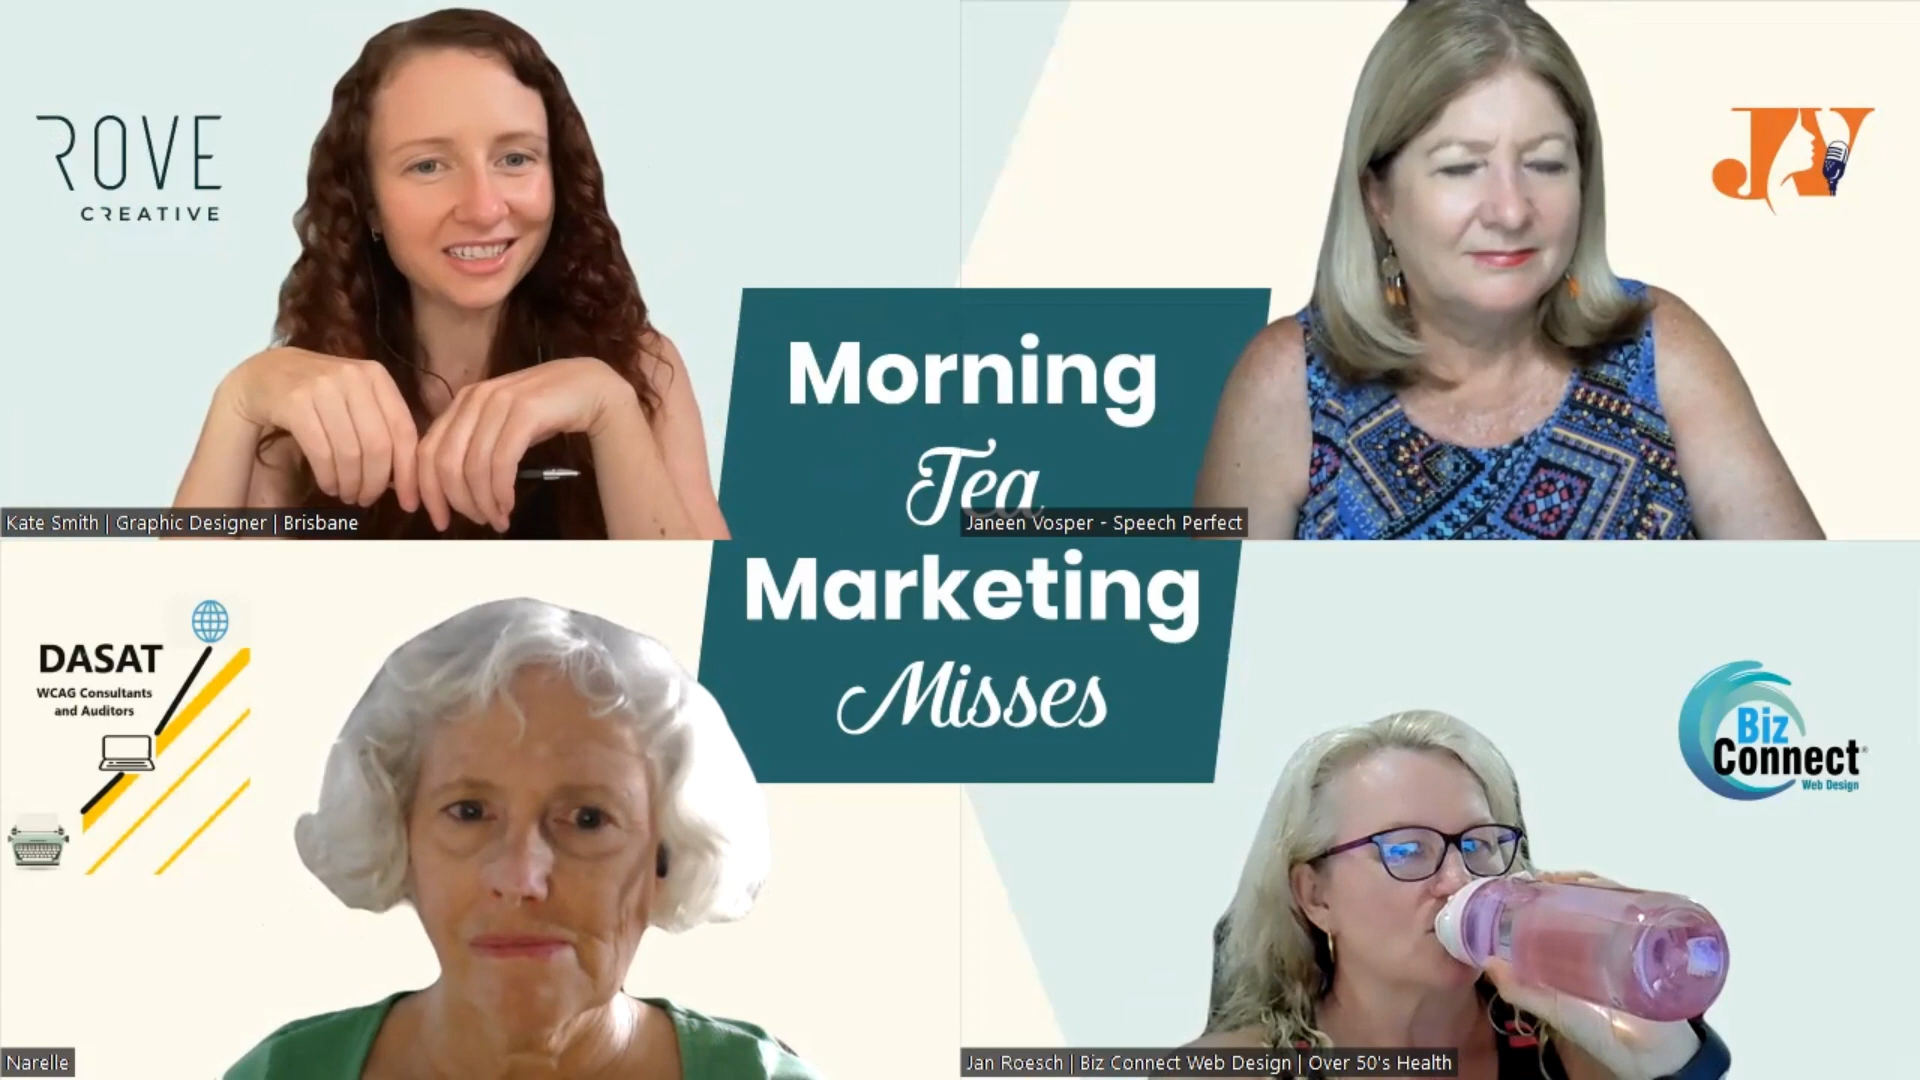 ROVE
CREATIVE
Kate Smith | Graphic Designer | Brisbane
JV
Janeen Vosper - Speech Perfect
Morning
Tea
Marketing
Misses
DASAT
WCAG Consultants
and Auditors
Narelle
Biz
Connect®
Web Design
Jan Roesch | Biz Connect Web Design | Over 50's Health